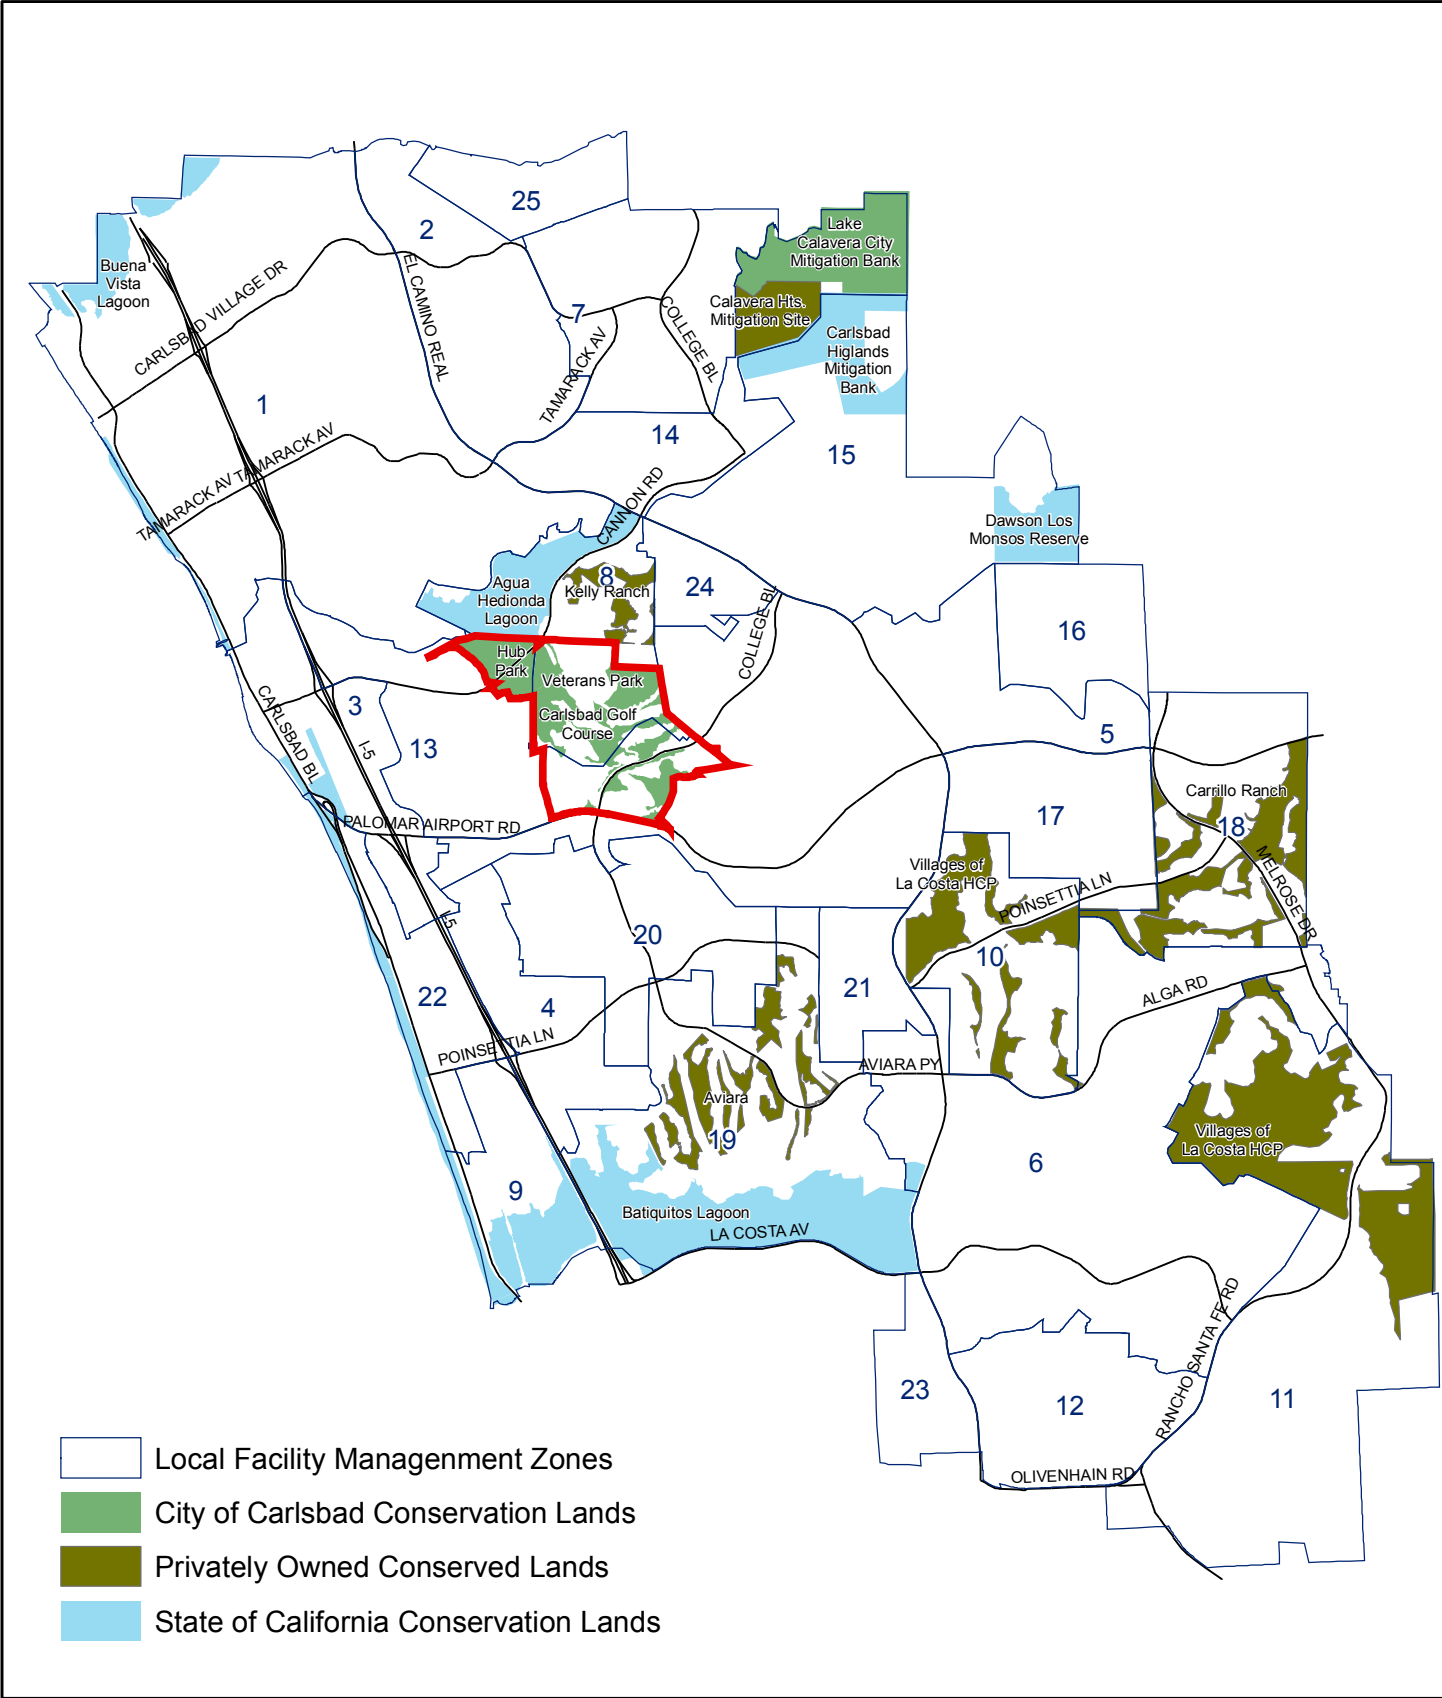 25
2
Lake
Calavera City
Mitigation Bank
Buena
Vista
Lagoon
CARLSBAD VILLAGE DR
EL CAMINO REAL
7
COLLEGE BL
Calavera Hts.
Mitigation Site
Carlsbad
Higlands
Mitigation
Bank
TAMARACK AV
1
14
15
TAMARACK AV
TAMARACK AV
CANNON RD
Dawson Los
Monsos Reserve
Agua
Hedionda
Lagoon
8
Kelly Ranch
24
COLLEGE BL
16
Hub
Park
Veterans Park
Carlsbad Golf
Course
CARLSBAD BL
3
I-5
13
5
PALOMAR AIRPORT RD
17
Carrillo Ranch
18
MELROSE DR
Villages of
La Costa HCP
POINSETTIA LN
I-5
20
10
21
22
4
ALGA RD
POINSETTIA LN
AVIARA PY
Aviara
19
Villages of
La Costa HCP
6
9
Batiquitos Lagoon
LA COSTA AV
RANCHO SANTA FE RD
23
12
11
OLIVENHAIN RD
Local Facility Managenment Zones
City of Carlsbad Conservation Lands
Privately Owned Conserved Lands
State of California Conservation Lands